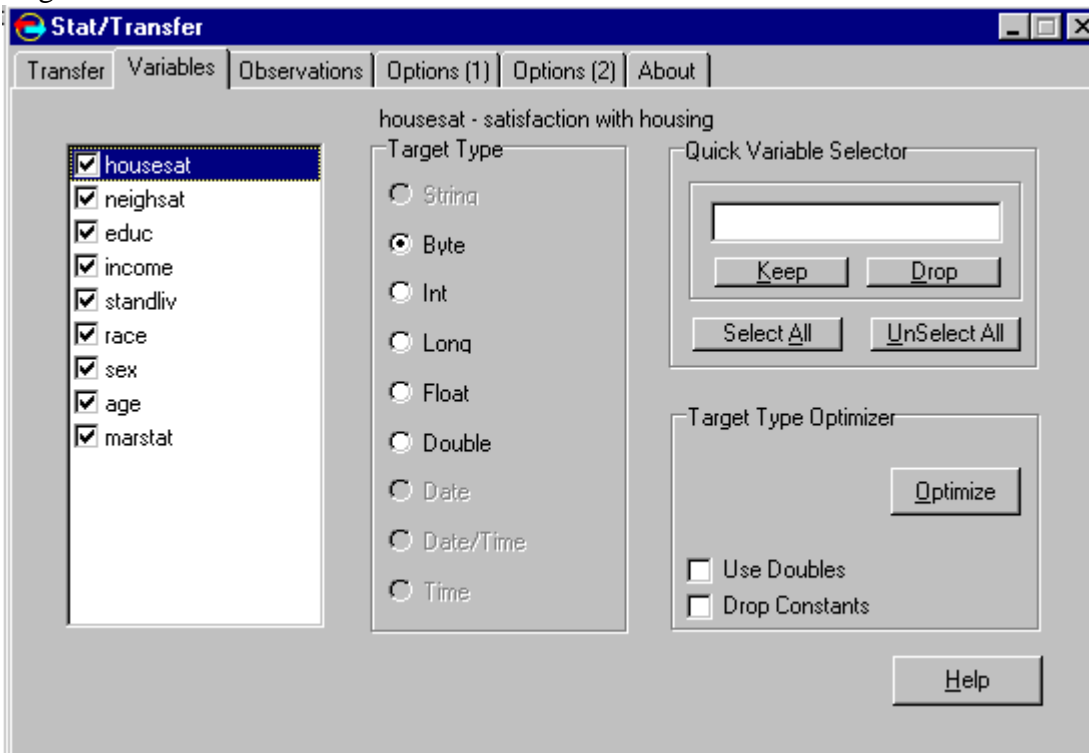 Stat/Transfer
Transfer Variables Observations Options (1) Options (2) About
housesat - satisfaction with housing
housesat
neighsat
educ
income
standliv
race
sex
age
marstat
Target Type
String
Byte
Int
Long
Float
Double
Date
Date/Time
Time
Quick Variable Selector
Keep Drop
Select All UnSelect All
Target Type Optimizer
Optimize
Use Doubles
Drop Constants
Help